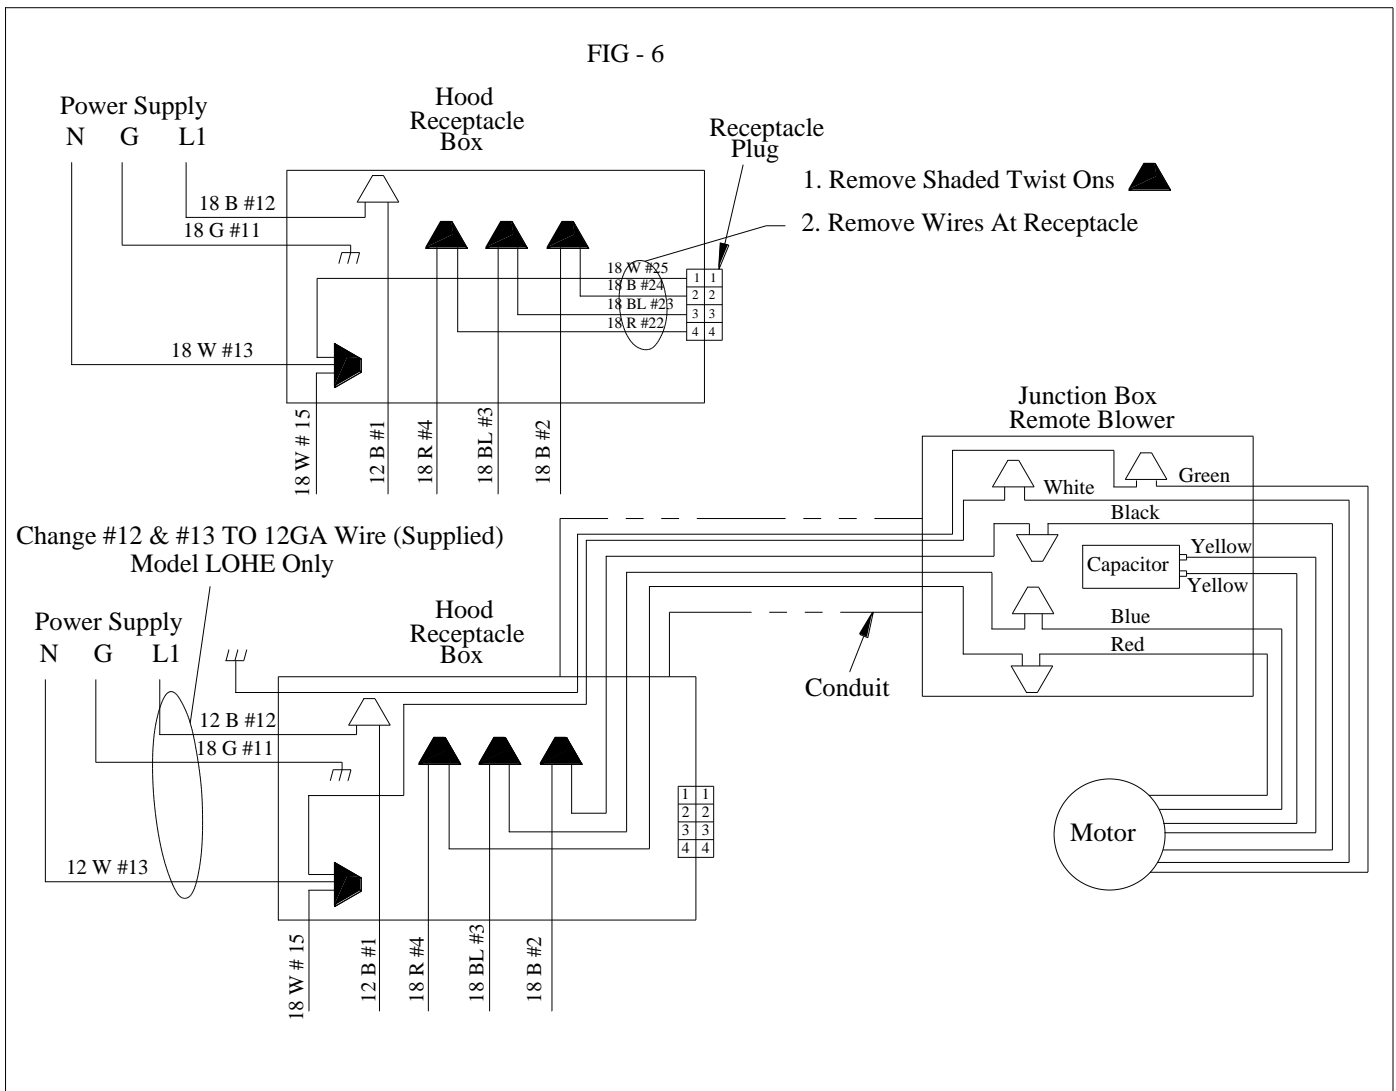 FIG - 6
Power Supply
N G L1
Hood
Receptacle
Box
Receptacle
Plug
1. Remove Shaded Twist Ons
2. Remove Wires At Receptacle
18 B #12
18 G #11
18 W #25
18 B #24
18 BL #23
18 R #22
1 1
2 2
3 3
4 4
18 W #13
18 W # 15
12 B #1
18 R #4
18 BL #3
18 B #2
Junction Box
Remote Blower
Green
White
Black
Yellow
Capacitor
Yellow
Blue
Red
Change #12 & #13 TO 12GA Wire (Supplied)
Model LOHE Only
Power Supply
N G L1
Hood
Receptacle
Box
Conduit
12 B #12
18 G #11
1 1
2 2
3 3
4 4
12 W #13
18 W # 15
12 B #1
18 R #4
18 BL #3
18 B #2
Motor